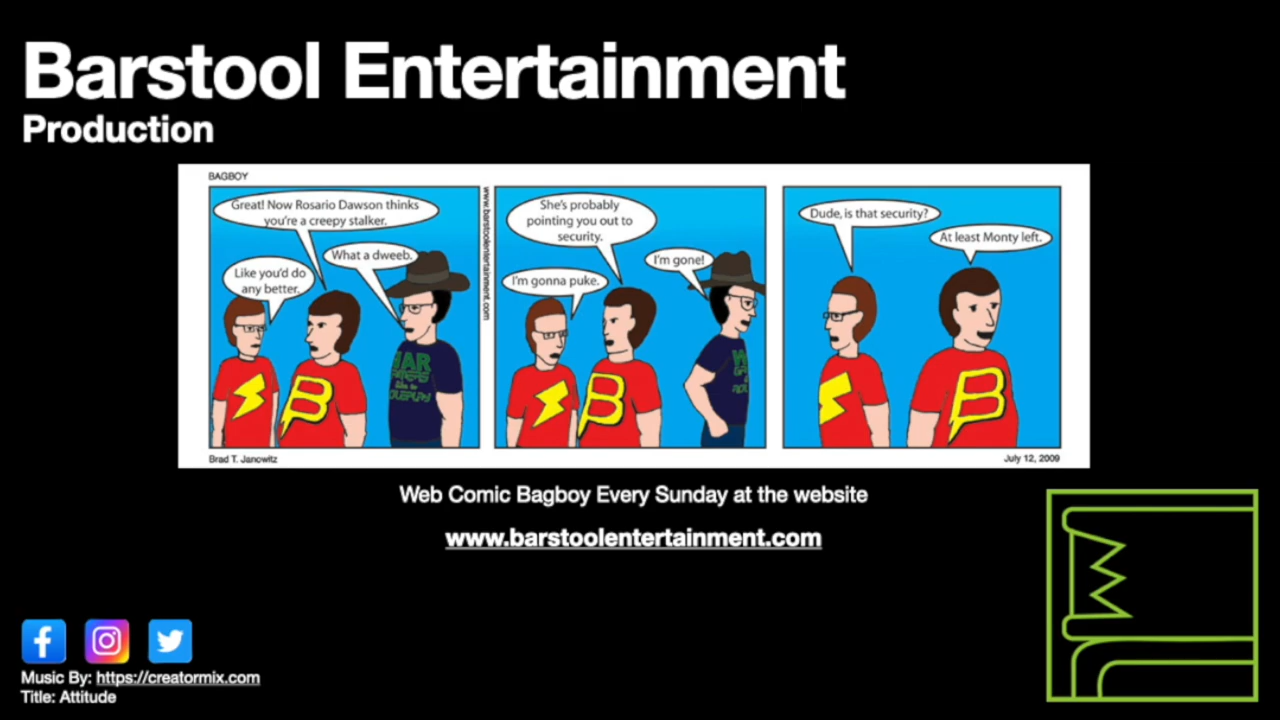 Barstool Entertainment
Production
BAGBOY
Great! Now Rosario Dawson thinks
you're a creepy stalker.
What a dweeb.
Like you'd do
any better.
www.barstoolentertainment.com
She's probably
pointing you out to
security.
I'm gonna puke.
I'm gone!
Dude, is that security?
At least Monty left.
B
B
B
Brad T. Janowitz
July 12, 2009
Web Comic Bagboy Every Sunday at the website
www.barstoolentertainment.com
Music By: https://creatormix.com
Title: Attitude